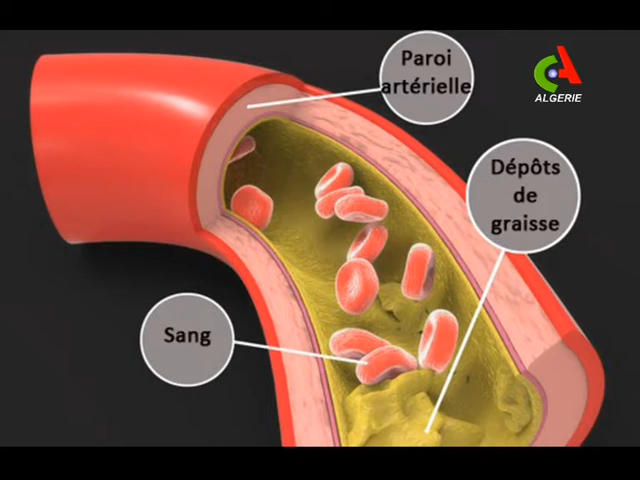 Paroi
artérielle
ALGERIE
Dépôts
de
graisse
Sang